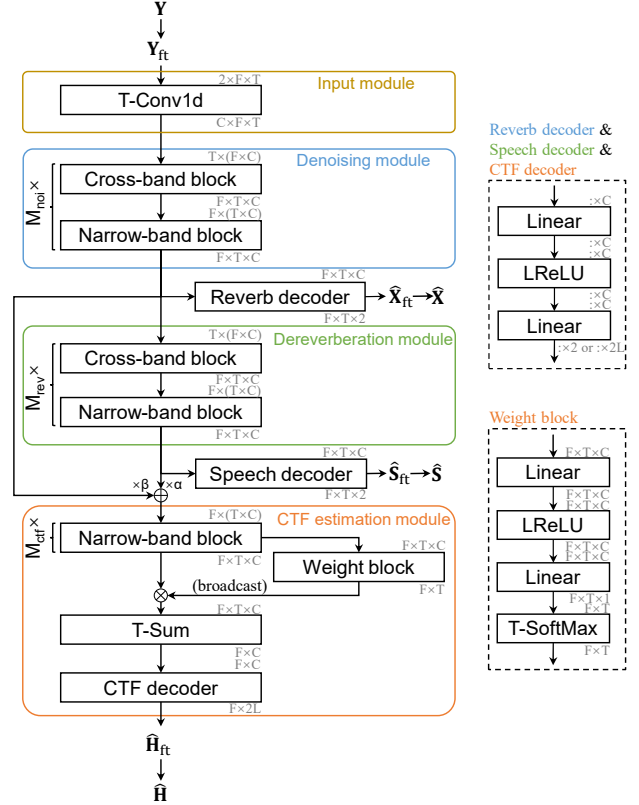 Y
Y_ft
2×F×T
Input module
T-Conv1d
C×F×T
T×(F×C)
Denoising module
M_noi×
Cross-band block
F×T×C
F×(T×C)
Narrow-band block
F×T×C
F×T×C
Reverb decoder
X̂_ft
X̂
F×T×2
T×(F×C)
Dereverberation module
M_rev×
Cross-band block
F×T×C
F×(T×C)
Narrow-band block
F×T×C
F×T×C
Speech decoder
Ŝ_ft
Ŝ
F×T×2
×β
×α
F×(T×C)
CTF estimation module
M_ctf×
Narrow-band block
F×T×C
F×T×C
Weight block
F×T
(broadcast)
F×T×C
T-Sum
F×C
F×C
CTF decoder
F×2L
Ĥ_ft
Ĥ
Reverb decoder &
Speech decoder &
CTF decoder
:×C
Linear
:×C
:×C
LReLU
:×C
:×C
Linear
:×2 or :×2L
Weight block
F×T×C
Linear
F×T×C
F×T×C
LReLU
F×T×C
F×T×C
Linear
F×T×1
F×T
T-SoftMax
F×T